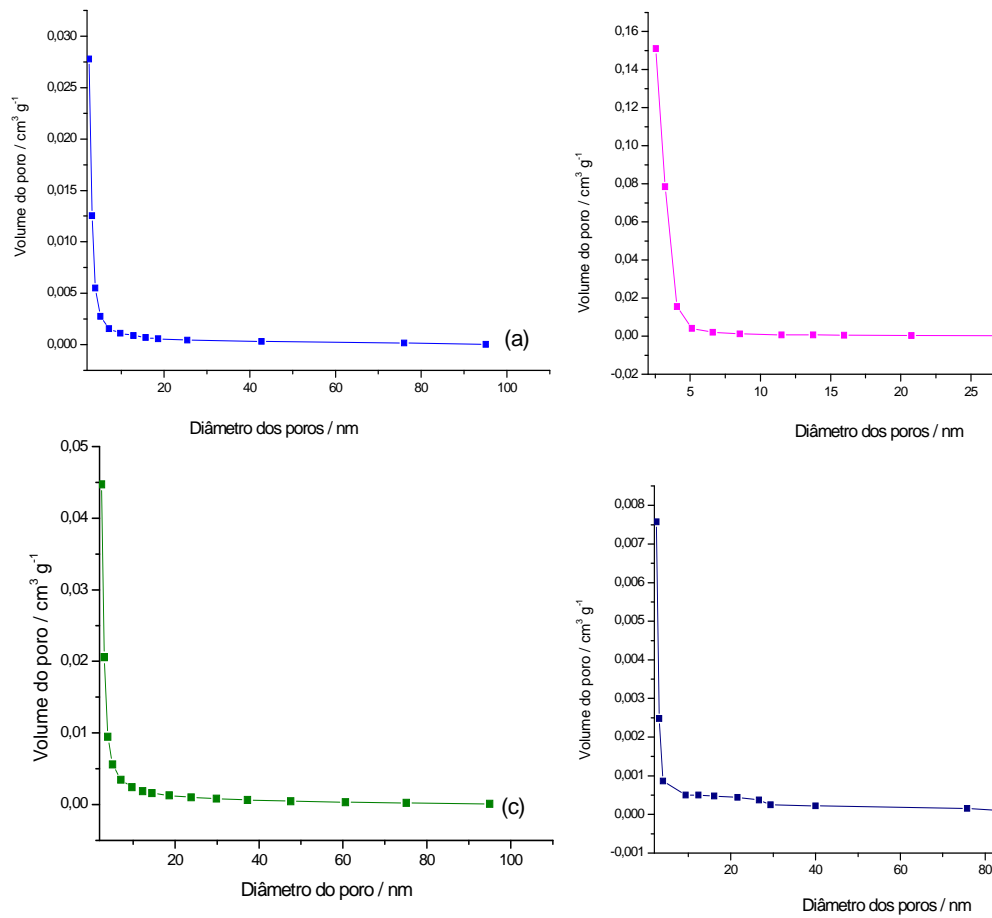 Volume do poro / cm³ g⁻¹
0,030
0,025
0,020
0,015
0,010
0,005
0,000
20 40 60 80 100
(a)
Diâmetro dos poros / nm
Volume do poro / cm³ g⁻¹
0,16
0,14
0,12
0,10
0,08
0,06
0,04
0,02
0,00
-0,02
5 10 15 20 25
Diâmetro dos poros / nm
Volume do poro / cm³ g⁻¹
0,05
0,04
0,03
0,02
0,01
0,00
20 40 60 80 100
(c)
Diâmetro do poro / nm
Volume do poro / cm³ g⁻¹
0,008
0,007
0,006
0,005
0,004
0,003
0,002
0,001
0,000
-0,001
20 40 60 80
Diâmetro dos poros / nm